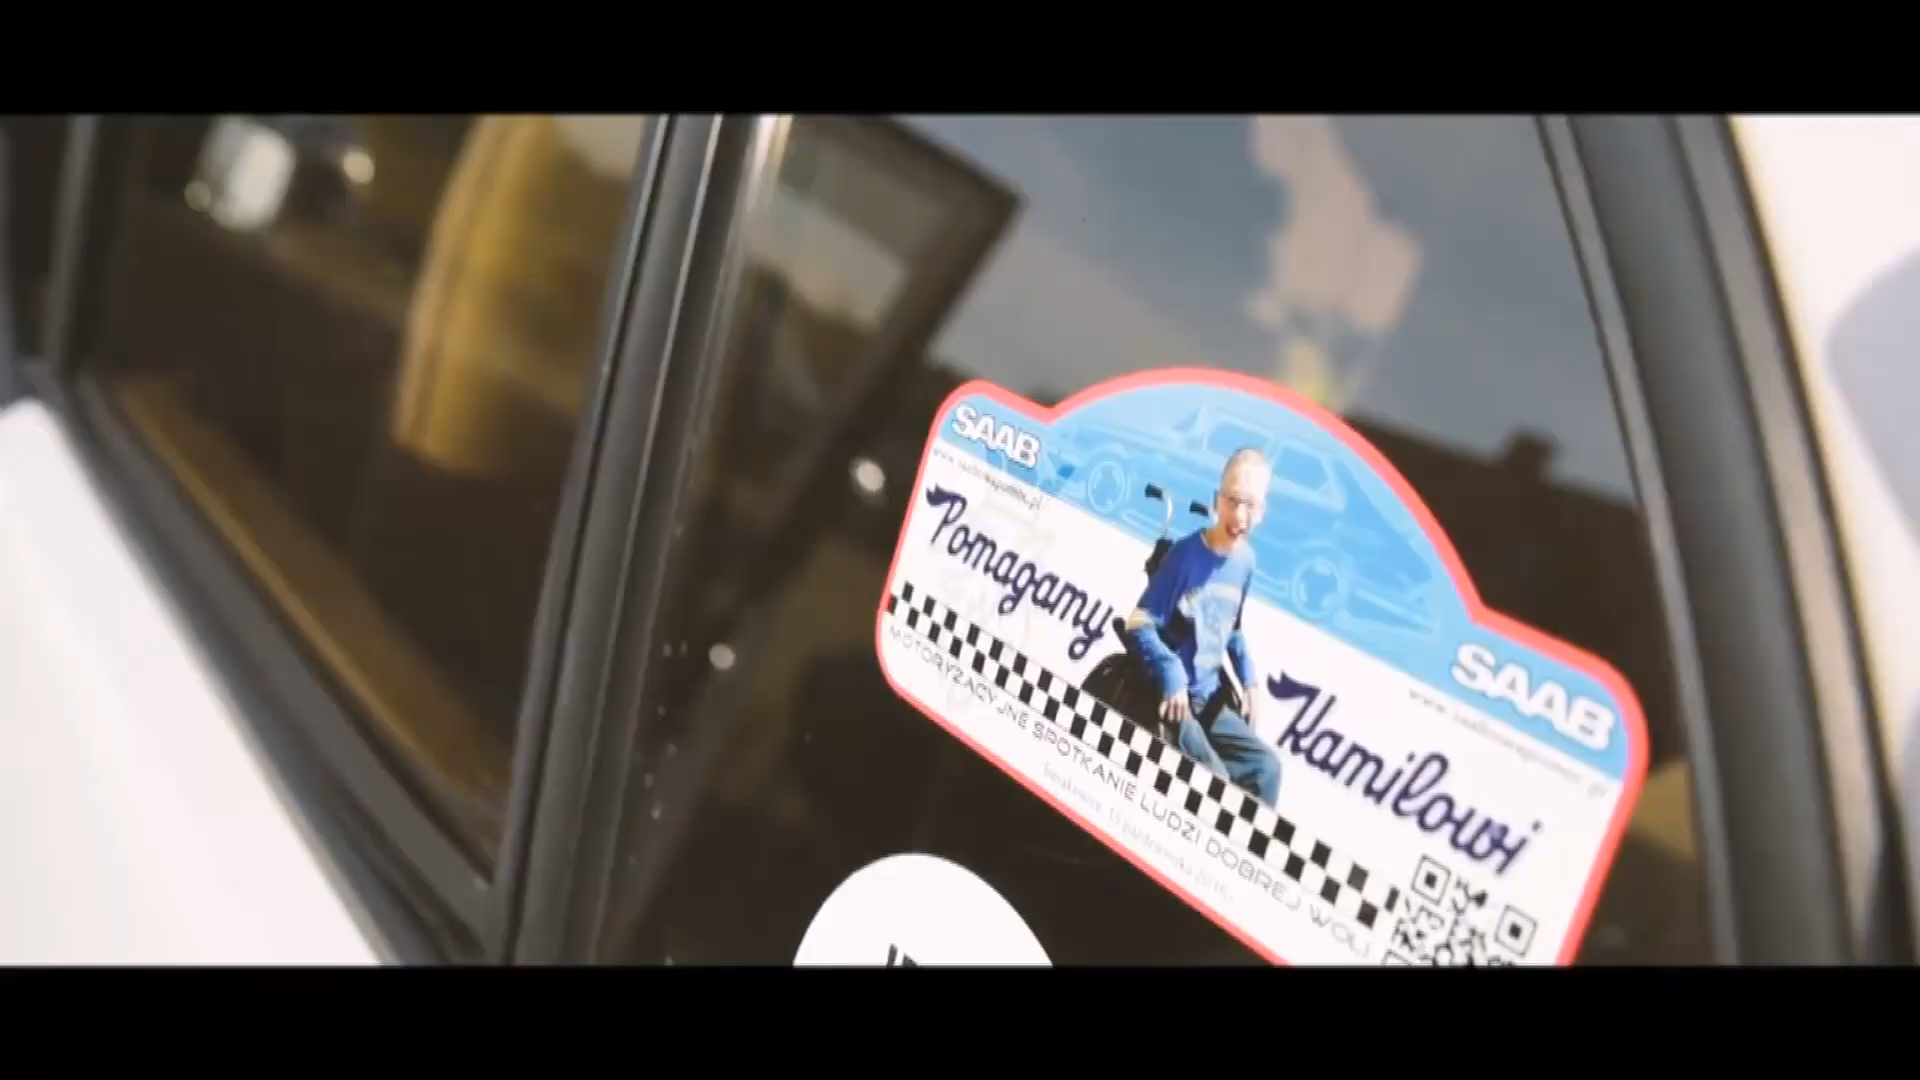 SAAB
Pomagamy
Kamilowi
SAAB
MOTORYZACYJNE SPOTKANIE LUDZI DOBREJ WOLI